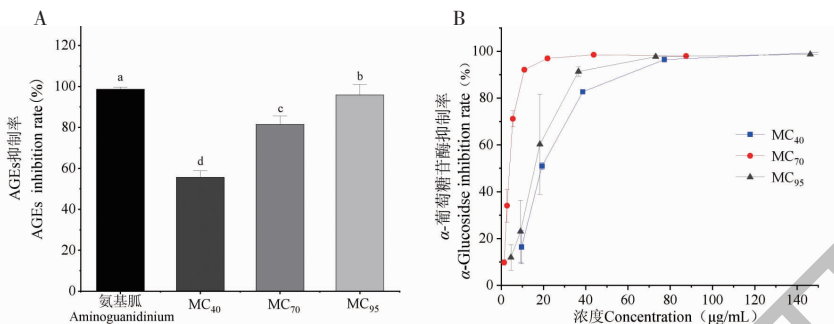 A
AGEs抑制率
AGEs inhibition rate(%)
120
100
80
60
40
20
0
a
d
c
b
氨基胍
Aminoguanidinium
MC40
MC70
MC95
B
α-葡萄糖苷酶抑制率
α-Glucosidse inhibition rate（%）
100
80
60
40
20
0
MC40
MC70
MC95
0 20 40 60 80 100 120 140
浓度Concentration（μg/mL）